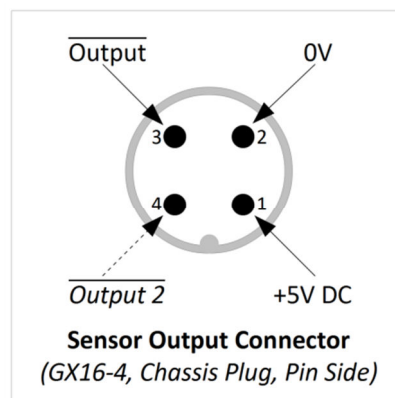 Output 0V
3 2
4 1
Output 2 +5V DC
Sensor Output Connector
(GX16-4, Chassis Plug, Pin Side)